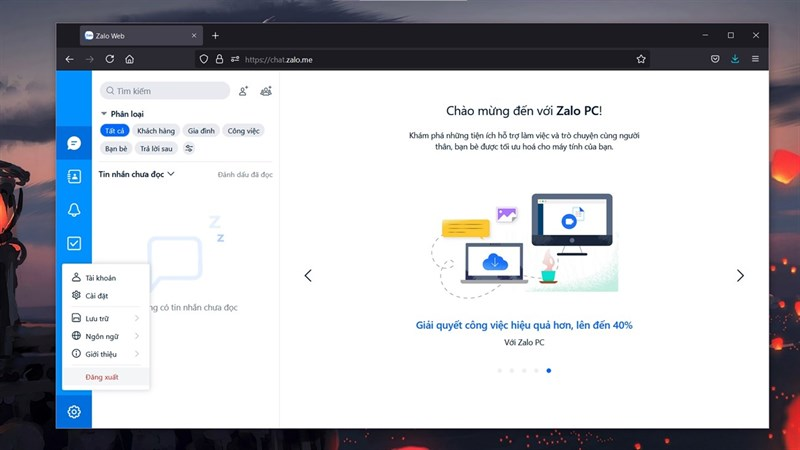 Zalo Web
https://chat.zalo.me
Tìm kiếm
Phân loại
Tất cả Khách hàng Gia đình Công việc
Bạn bè Trả lời sau
Tin nhắn chưa đọc Đánh dấu đã đọc
z
z
có tin nhắn chưa đọc
Tài khoản
Cài đặt
Lưu trữ
Ngôn ngữ
Giới thiệu
Đăng xuất
Chào mừng đến với Zalo PC!
Khám phá những tiện ích hỗ trợ làm việc và trò chuyện cùng người
thân, bạn bè được tối ưu hoá cho máy tính của bạn.
Giải quyết công việc hiệu quả hơn, lên đến 40%
Với Zalo PC